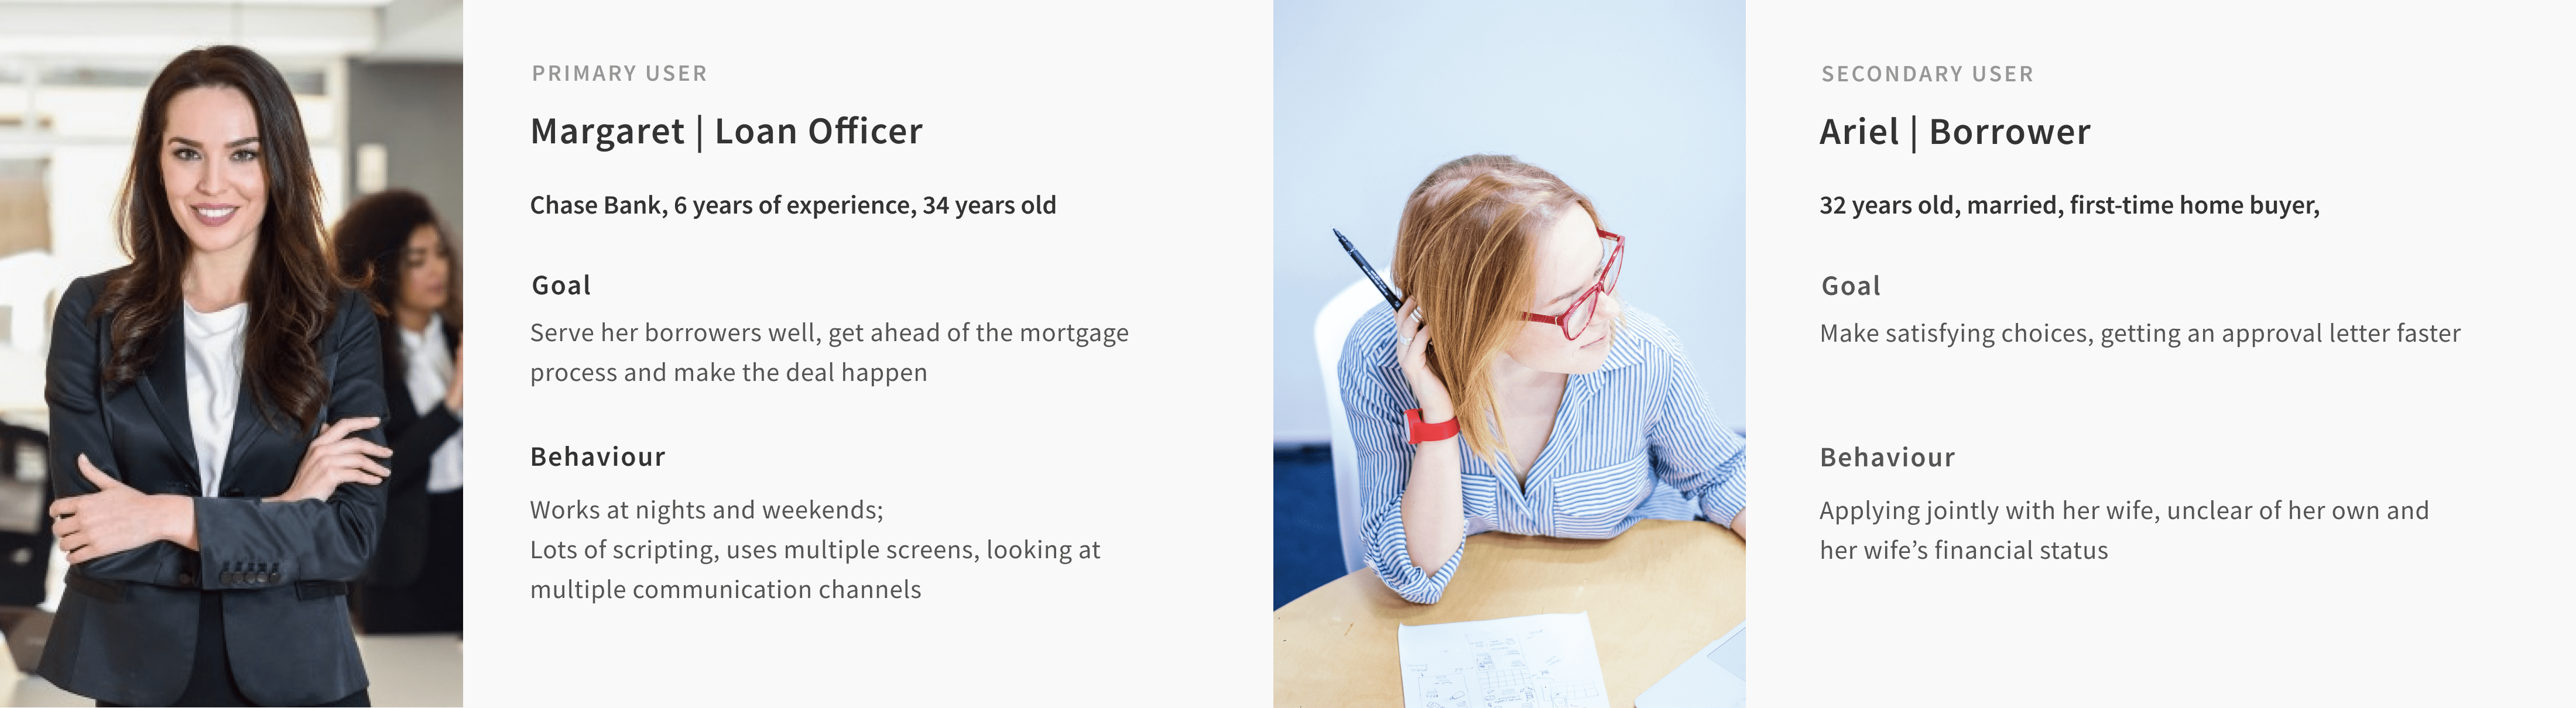 PRIMARY USER
Margaret | Loan Officer
Chase Bank, 6 years of experience, 34 years old
Goal
Serve her borrowers well, get ahead of the mortgage
process and make the deal happen
Behaviour
Works at nights and weekends;
Lots of scripting, uses multiple screens, looking at
multiple communication channels
SECONDARY USER
Ariel | Borrower
32 years old, married, first-time home buyer,
Goal
Make satisfying choices, getting an approval letter faster
Behaviour
Applying jointly with her wife, unclear of her own and
her wife’s financial status